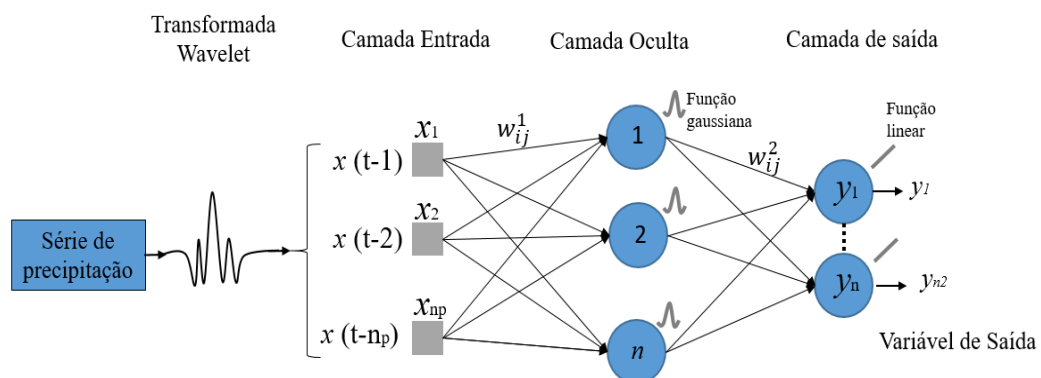 Transformada
Wavelet
Camada Entrada
Camada Oculta
Camada de saída
Série de
precipitação
x (t-1)
x (t-2)
x (t-nₚ)
x₁
x₂
xₙₚ
w¹ᵢⱼ
1
2
n
Função
gaussiana
w²ᵢⱼ
y₁
yₙ
Função
linear
y₁
yₙ₂
Variável de Saída